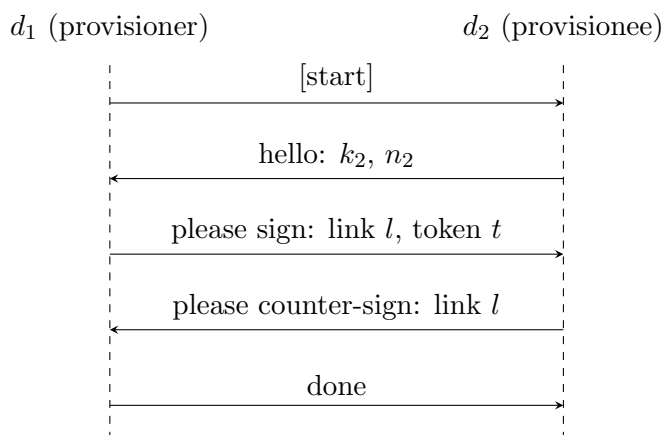 d₁ (provisioner) d₂ (provisionee)
[start]
hello: k₂, n₂
please sign: link l, token t
please counter-sign: link l
done